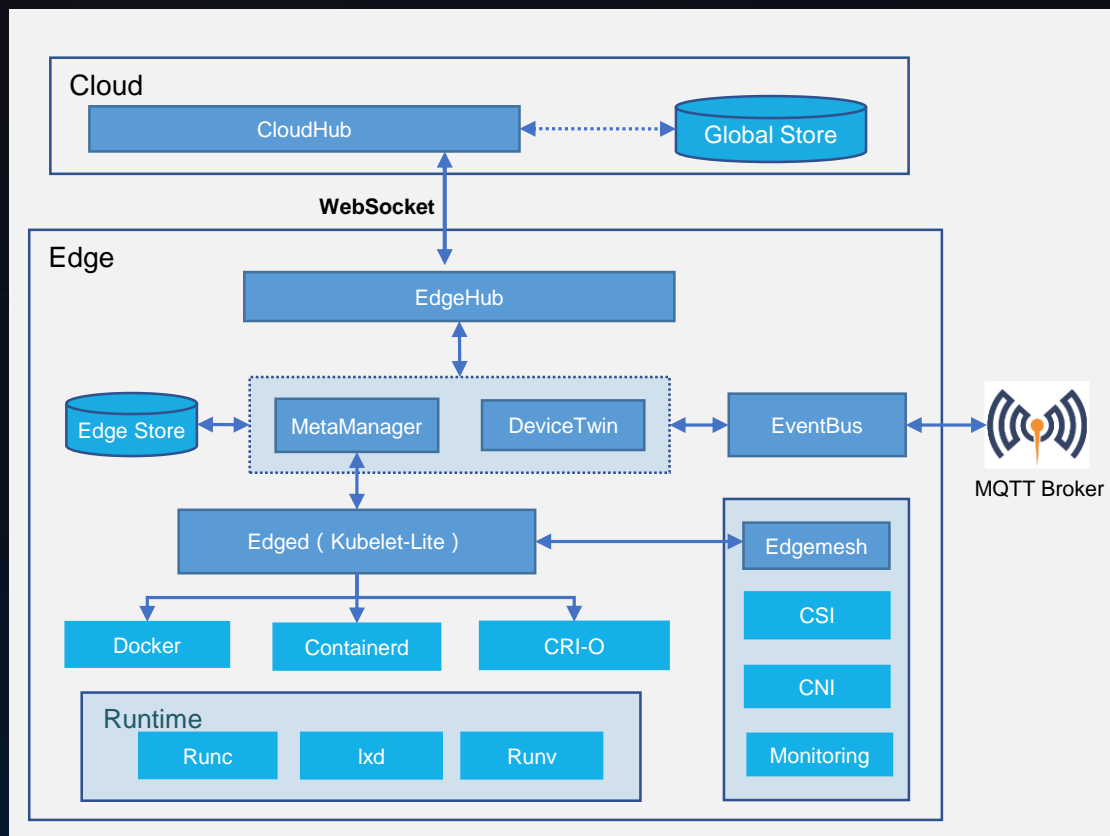 Cloud
CloudHub
Global Store
WebSocket
Edge
EdgeHub
Edge Store
MetaManager
DeviceTwin
EventBus
MQTT Broker
Edged ( Kubelet-Lite )
Edgemesh
Docker
Containerd
CRI-O
CSI
CNI
Runtime
Runc
lxd
Runv
Monitoring